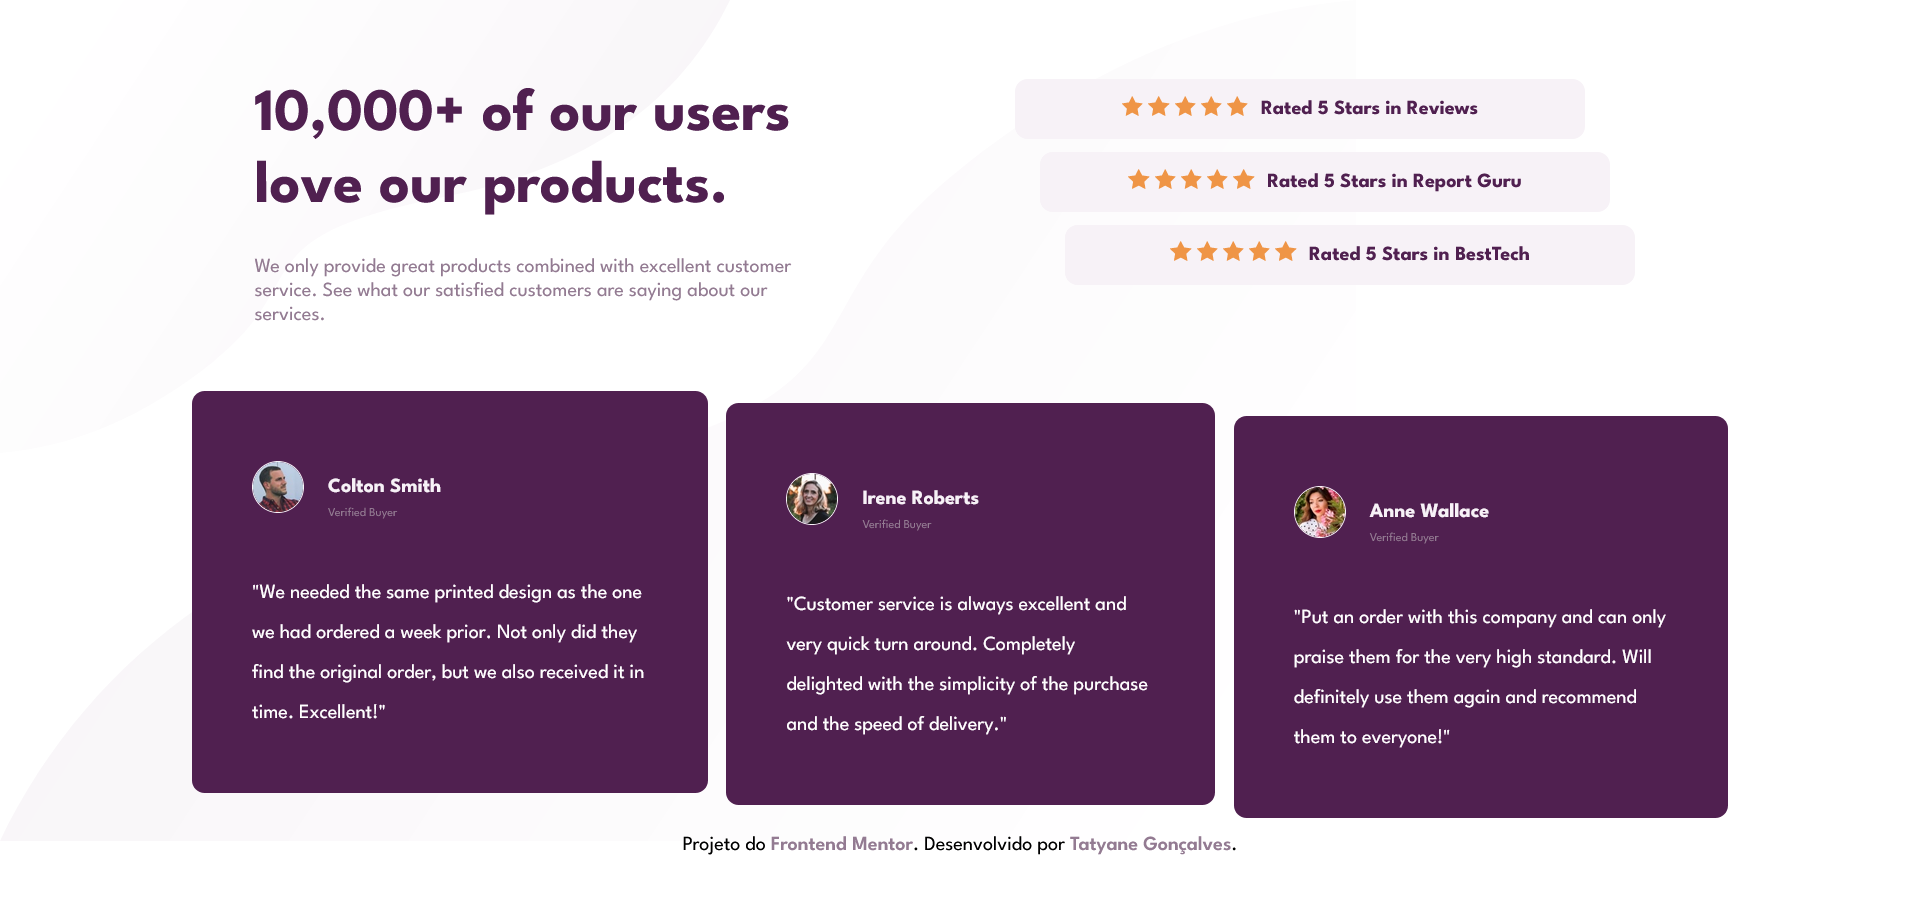 10,000+ of our users
love our products.
We only provide great products combined with excellent customer
service. See what our satisfied customers are saying about our
services.
Rated 5 Stars in Reviews
Rated 5 Stars in Report Guru
Rated 5 Stars in BestTech
Colton Smith
Verified Buyer
"We needed the same printed design as the one
we had ordered a week prior. Not only did they
find the original order, but we also received it in
time. Excellent!"
Irene Roberts
Verified Buyer
"Customer service is always excellent and
very quick turn around. Completely
delighted with the simplicity of the purchase
and the speed of delivery."
Anne Wallace
Verified Buyer
"Put an order with this company and can only
praise them for the very high standard. Will
definitely use them again and recommend
them to everyone!"
Projeto do Frontend Mentor. Desenvolvido por Tatyane Gonçalves.